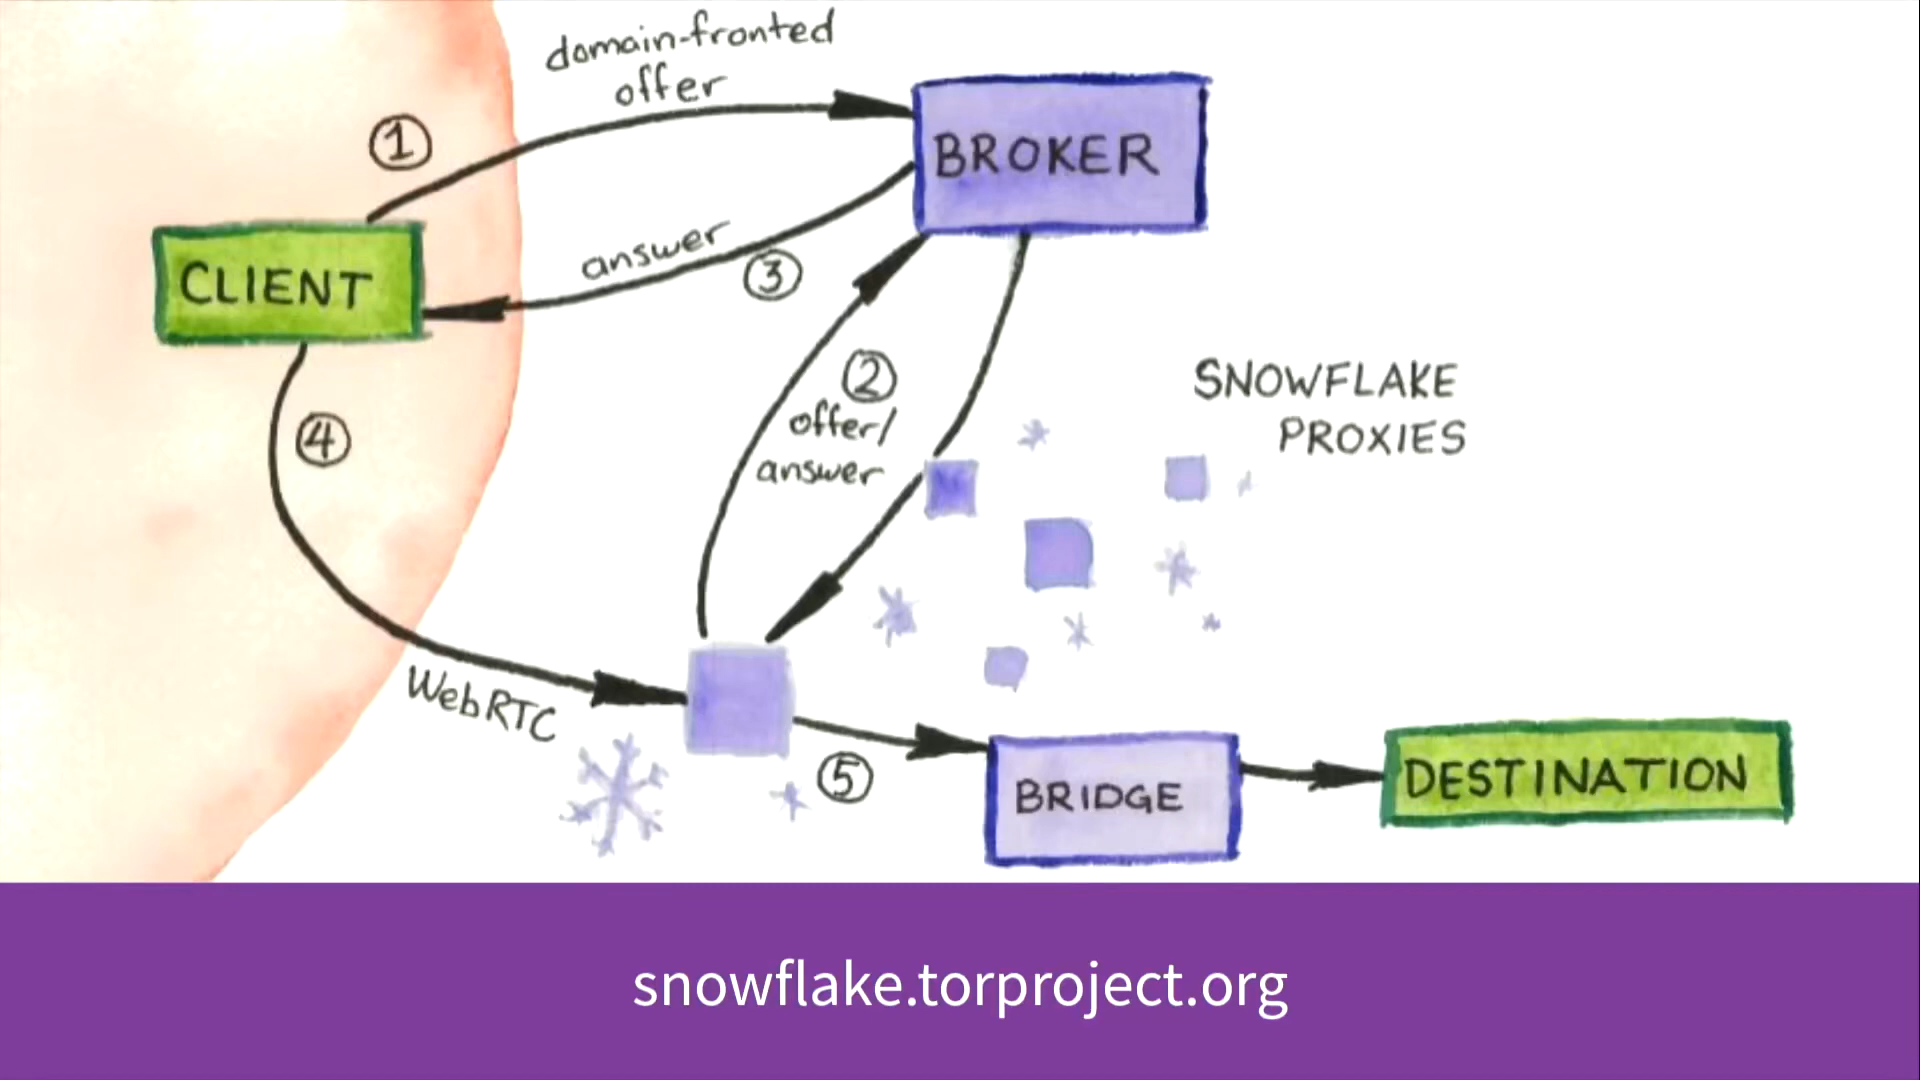 domain-fronted
offer
1
BROKER
answer
3
CLIENT
2
offer/
answer
SNOWFLAKE
PROXIES
4
WebRTC
5
BRIDGE
DESTINATION
snowflake.torproject.org